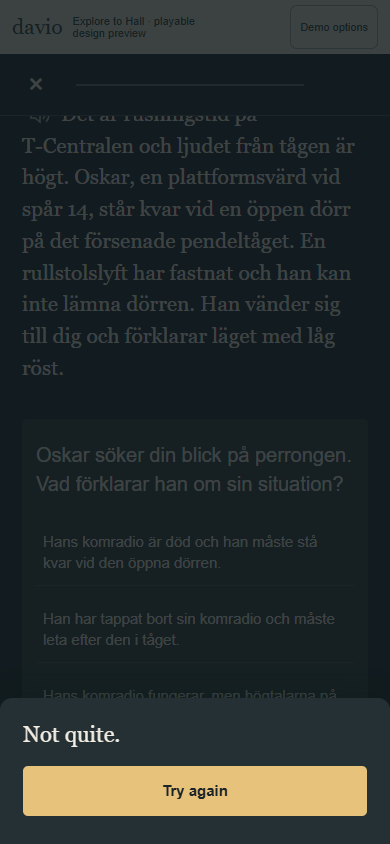 davio
Explore to Hall · playable
design preview
Demo options
Det är rusningstid på
T-Centralen och ljudet från tågen är
högt. Oskar, en plattformsvärd vid
spår 14, står kvar vid en öppen dörr
på det försenade pendeltåget. En
rullstolslyft har fastnat och han kan
inte lämna dörren. Han vänder sig
till dig och förklarar läget med låg
röst.
Oskar söker din blick på perrongen.
Vad förklarar han om sin situation?
Hans komradio är död och han måste stå
kvar vid den öppna dörren.
Han har tappat bort sin komradio och måste
leta efter den i tåget.
Hans komradio fungerar, men högtalarna på
Not quite.
Try again